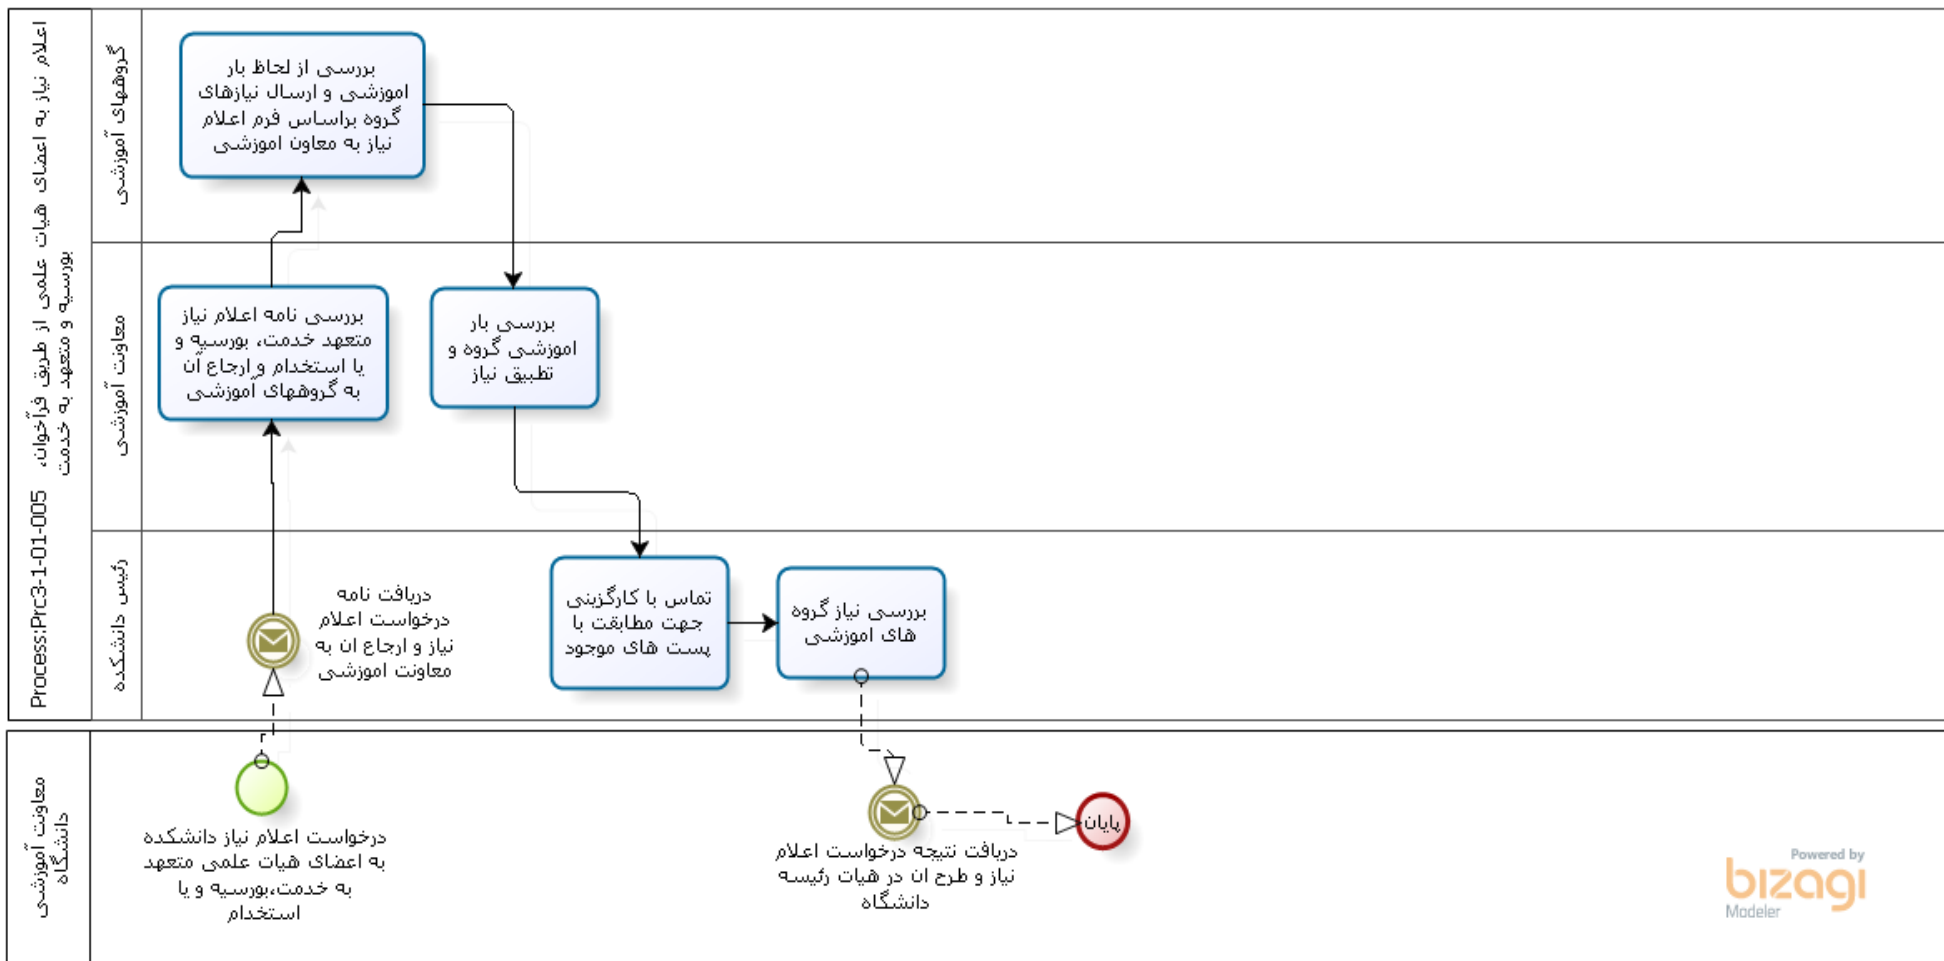 Process:Prc3-1-01-005 اعلام نیاز به اعضای هیات علمی از طریق فرآخوان،
بورسیه و متعهد به خدمت
گروههای آموزشی
بررسی از لحاظ بار
اموزشی و ارسال نیازهای
گروه براساس فرم اعلام
نیاز به معاون اموزشی
معاونت آموزشی
بررسی نامه اعلام نیاز
متعهد خدمت، بورسیه و
یا استخدام و ارجاع آن
به گروههای آموزشی
بررسی بار
اموزشی گروه و
تطبیق نیاز
رئیس دانشکده
دریافت نامه
درخواست اعلام
نیاز و ارجاع ان به
معاونت اموزشی
تماس با کارگزینی
جهت مطابقت با
پست های موجود
بررسی نیاز گروه
های اموزشی
معاونت آموزشی
دانشگاه
درخواست اعلام نیاز دانشکده
به اعضای هیات علمی متعهد
به خدمت،بورسیه و یا
استخدام
دریافت نتیجه درخواست اعلام
نیاز و طرح ان در هیات رئیسه
دانشگاه
پایان
Powered by
bizagi
Modeler